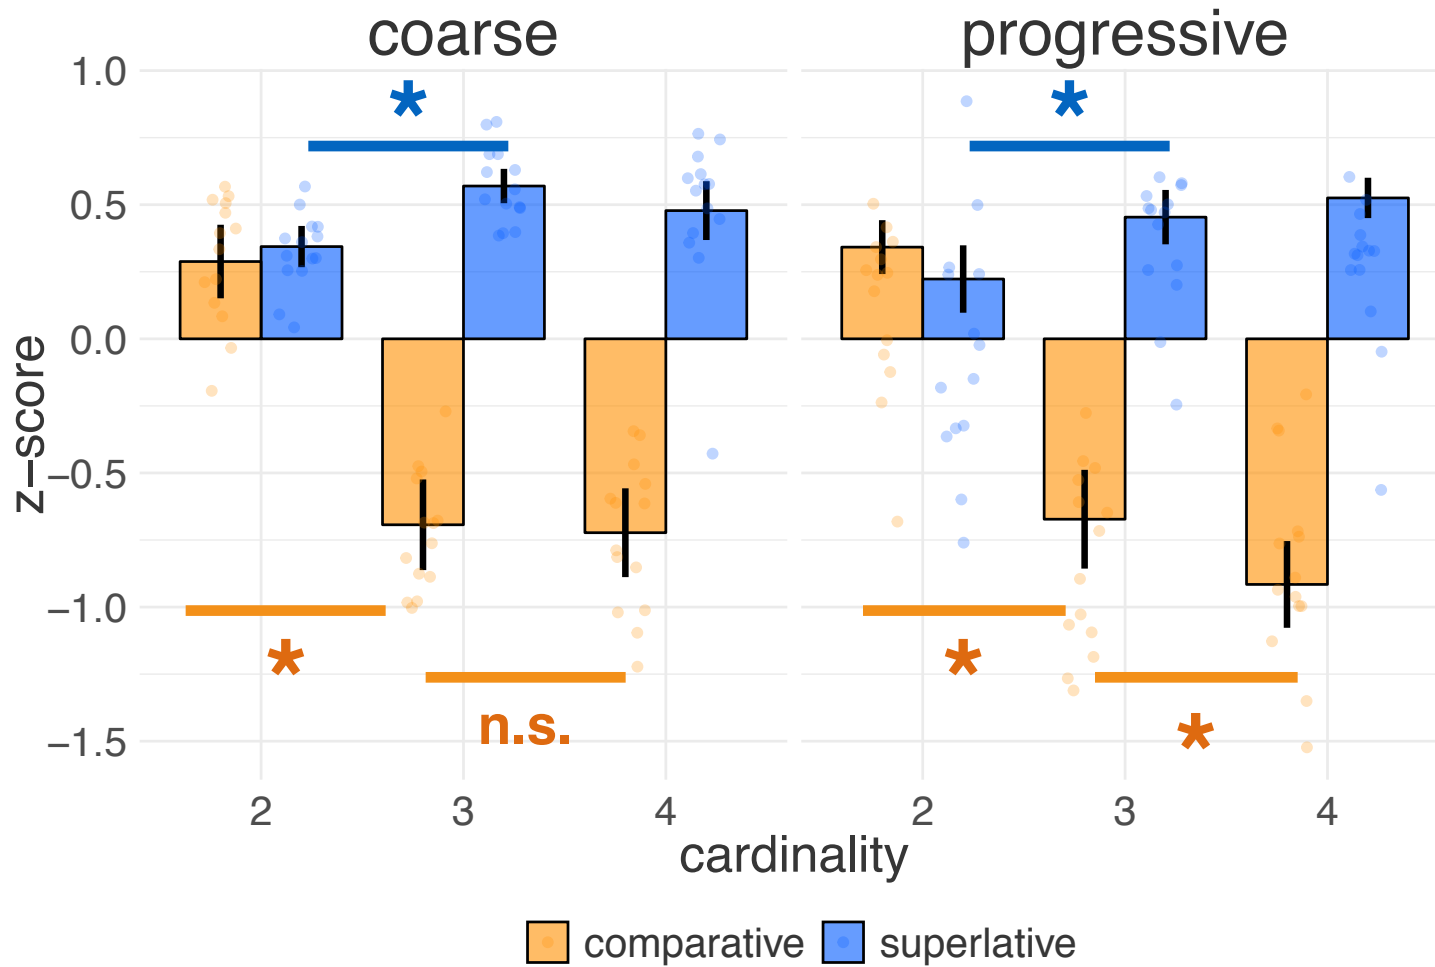 coarse
progressive
1.0
0.5
0.0
−0.5
−1.0
−1.5
z−score
*
*
*
n.s.
*
*
2
3
4
2
3
4
cardinality
comparative
superlative